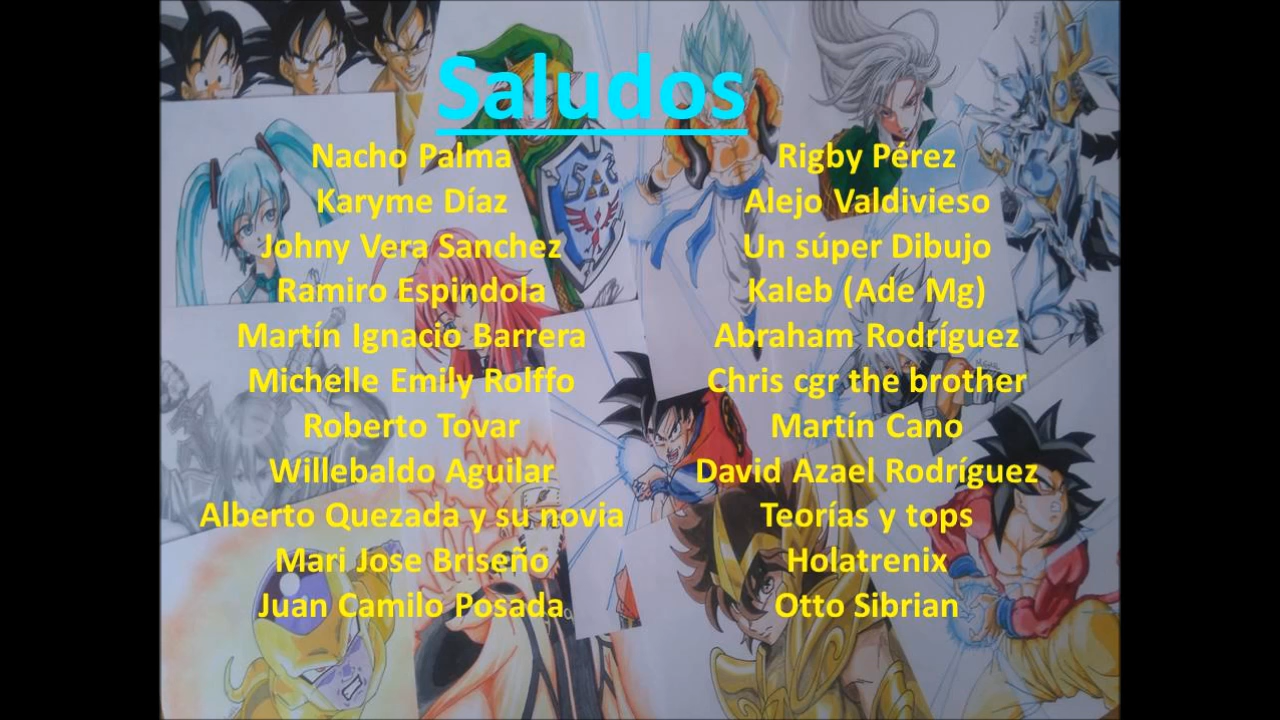 Saludos
Nacho Palma
Karyme Díaz
Johny Vera Sanchez
Ramiro Espindola
Martín Ignacio Barrera
Michelle Emily Rolffo
Roberto Tovar
Willebaldo Aguilar
Alberto Quezada y su novia
Mari Jose Briseño
Juan Camilo Posada
Rigby Pérez
Alejo Valdivieso
Un súper Dibujo
Kaleb (Ade Mg)
Abraham Rodríguez
Chris cgr the brother
Martín Cano
David Azael Rodríguez
Teorías y tops
Holatrenix
Otto Sibrian